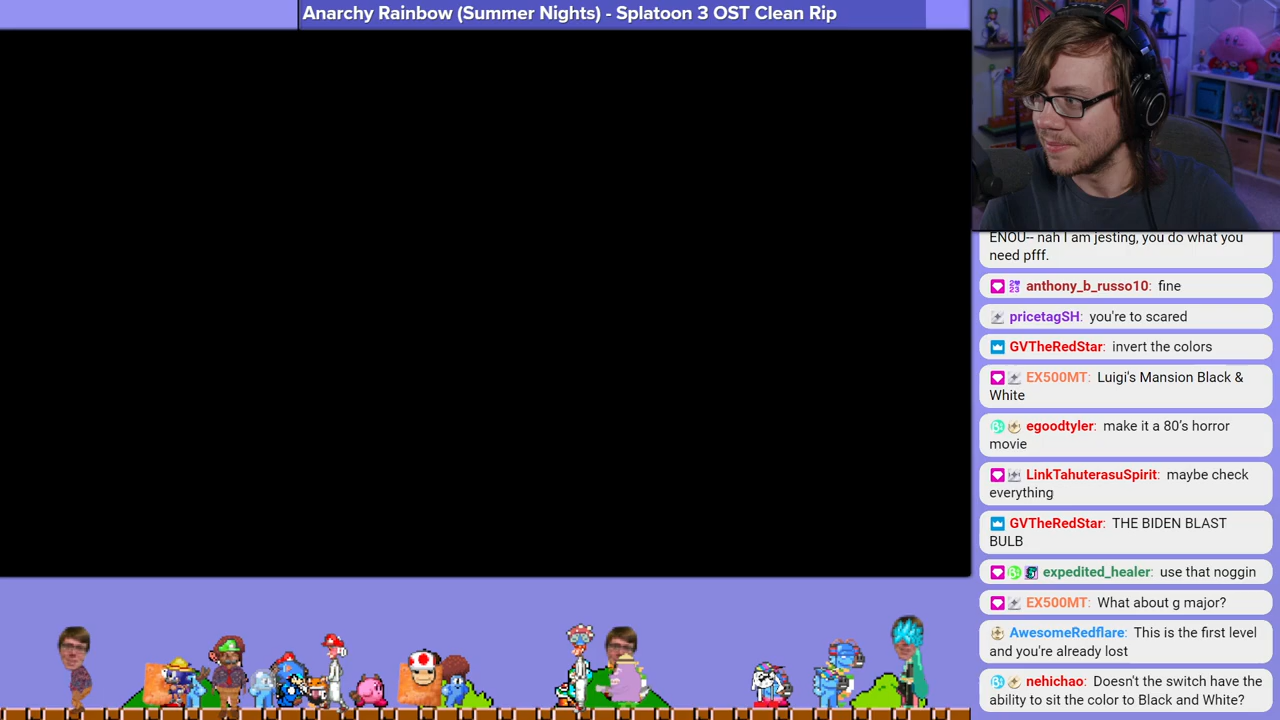 Anarchy Rainbow (Summer Nights) - Splatoon 3 OST Clean Rip
ENOU-- nah I am jesting, you do what you
need pfff.
anthony_b_russo10: fine
pricetagSH: you're to scared
GVTheRedStar: invert the colors
EX500MT: Luigi's Mansion Black &
White
egoodtyler: make it a 80's horror
movie
LinkTahuterasuSpirit: maybe check
everything
GVTheRedStar: THE BIDEN BLAST
BULB
expedited_healer: use that noggin
EX500MT: What about g major?
AwesomeRedflare: This is the first level
and you're already lost
nehichao: Doesn't the switch have the
ability to sit the color to Black and White?